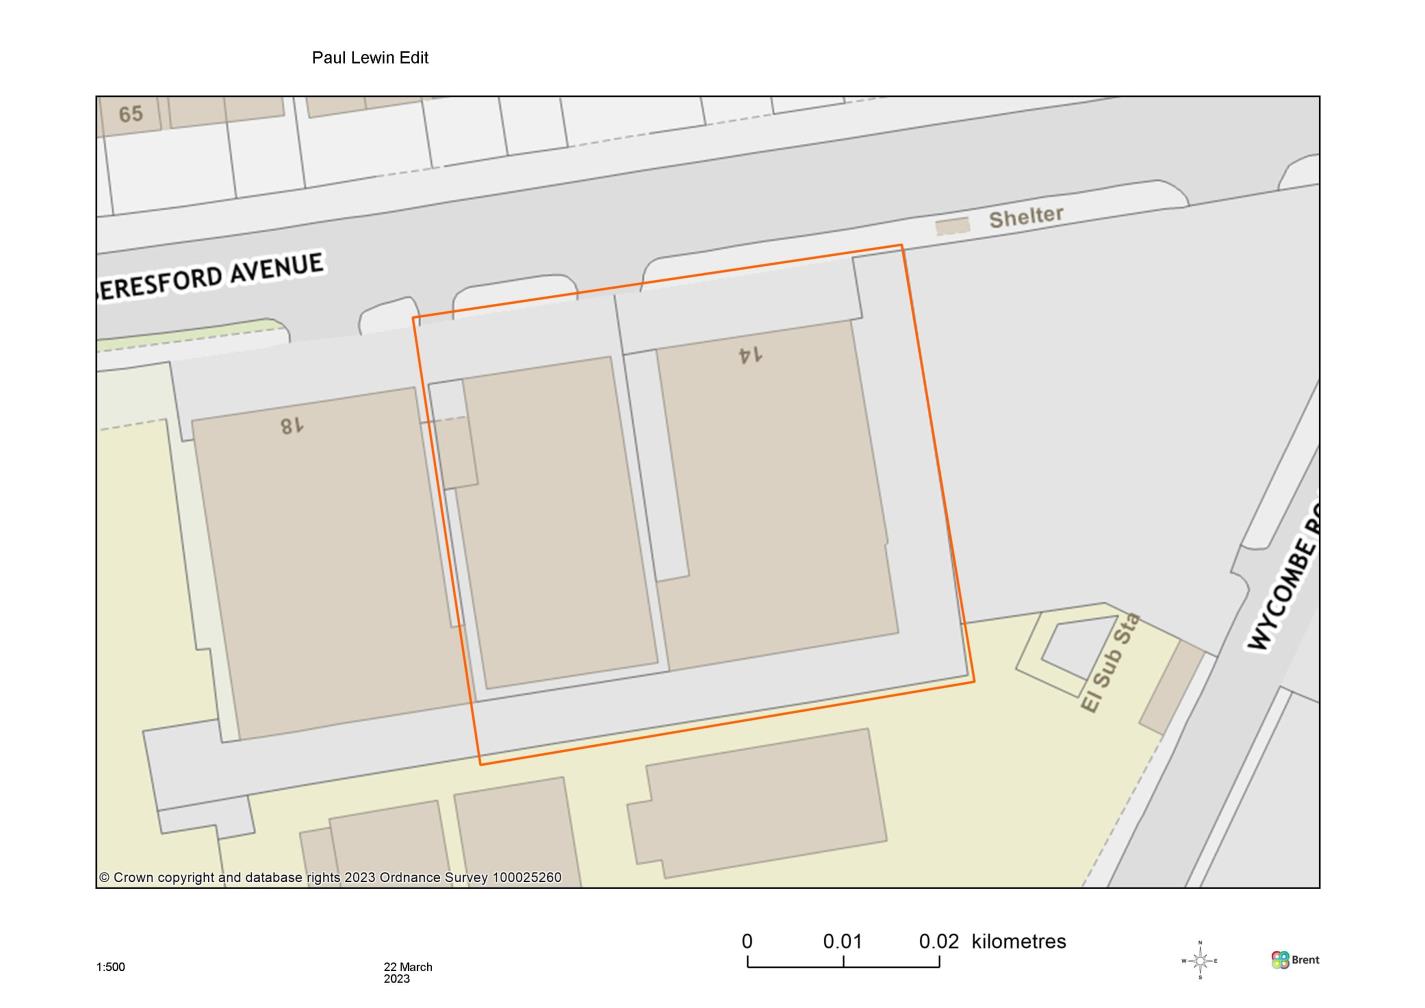 Paul Lewin Edit
65
Shelter
BERESFORD AVENUE
14
18
WYCOMBE RO
El Sub Sta
© Crown copyright and database rights 2023 Ordnance Survey 100025260
0 0.01 0.02 kilometres
1:500
22 March
2023
N
W E
S
Brent